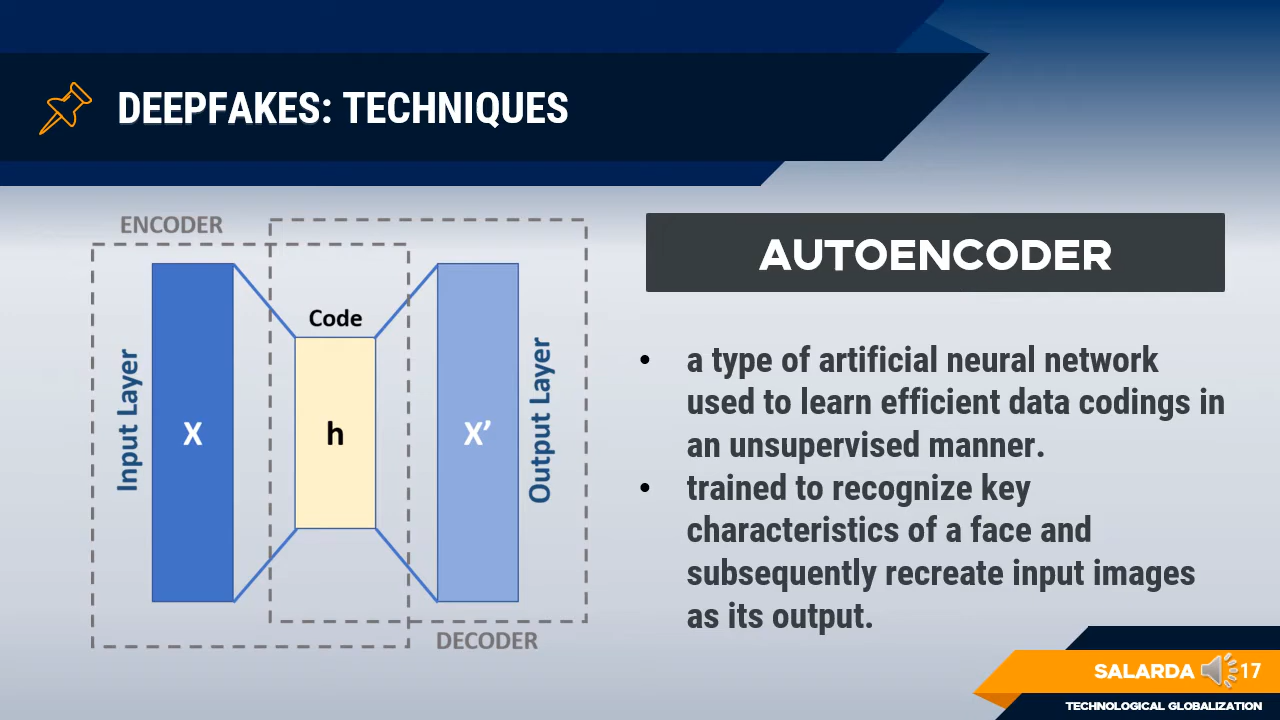 DEEPFAKES: TECHNIQUES
ENCODER
Input Layer
X
Code
h
X’
Output Layer
DECODER
AUTOENCODER
• a type of artificial neural network
used to learn efficient data codings in
an unsupervised manner.
• trained to recognize key
characteristics of a face and
subsequently recreate input images
as its output.
SALARDA 17
TECHNOLOGICAL GLOBALIZATION